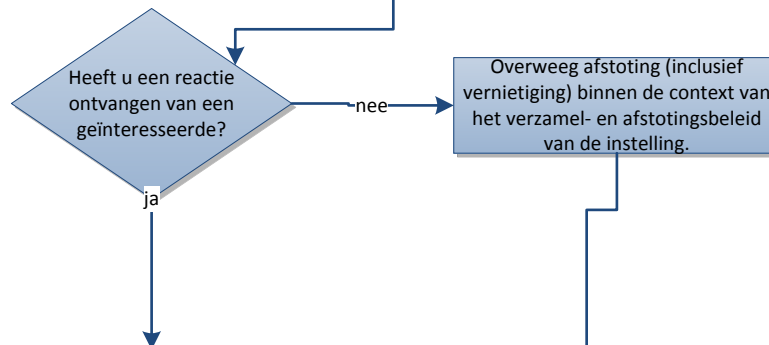 Heeft u een reactie
ontvangen van een
geïnteresseerde?
nee
Overweeg afstoting (inclusief
vernietiging) binnen de context van
het verzamel- en afstotingsbeleid
van de instelling.
ja